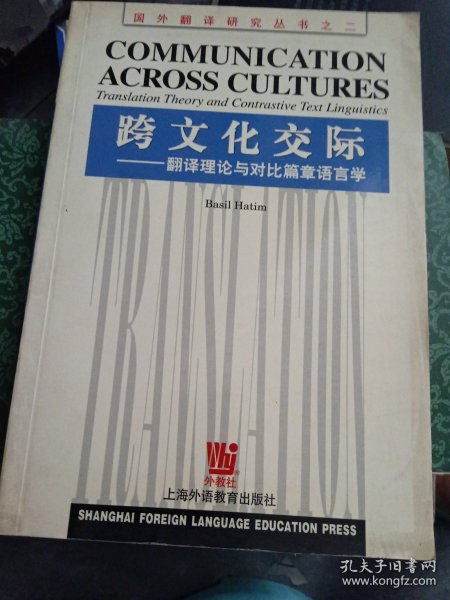 国外翻译研究丛书之二
COMMUNICATION
ACROSS CULTURES
Translation Theory and Contrastive Text Linguistics
跨文化交际
——翻译理论与对比篇章语言学
Basil Hatim
TRANSLATION
外教社
上海外语教育出版社
SHANGHAI FOREIGN LANGUAGE EDUCATION PRESS
孔夫子旧书网
www.kongfz.com